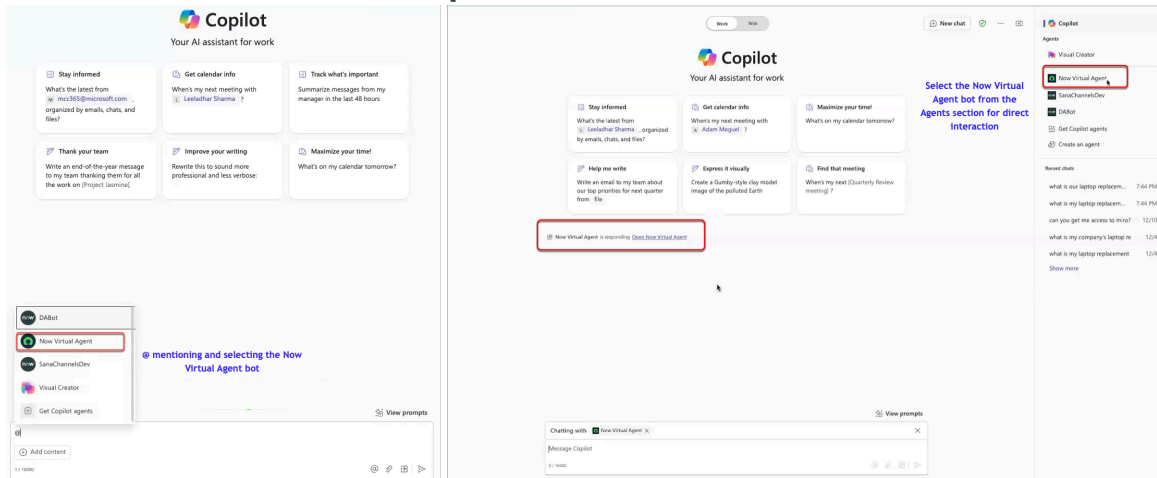 Copilot
Your AI assistant for work
Stay informed
What's the latest from
M mcc365@microsoft.com ,
organized by emails, chats, and
files?
Get calendar info
When's my next meeting with
L Leeladhar Sharma ?
Track what's important
Summarize messages from my
manager in the last 48 hours
Thank your team
Write an end-of-the-year message
to my team thanking them for all
the work on [Project Jasmine]
Improve your writing
Rewrite this to sound more
professional and less verbose:
Maximize your time!
What's on my calendar tomorrow?
NOW DABot
Now Virtual Agent
NOW SanaChannelsDev
Visual Creator
Get Copilot agents
@ mentioning and selecting the Now
Virtual Agent bot
View prompts
@
Add content
1 / 16000
Work Web
New chat
Copilot
Your AI assistant for work
Stay informed
What's the latest from
L Leeladhar Sharma , organized
by emails, chats, and files?
Get calendar info
When's my next meeting with
A Adam Moguel ?
Maximize your time!
What's on my calendar tomorrow?
Help me write
Write an email to my team about
our top priorities for next quarter
from file
Express it visually
Create a Gumby-style clay model
image of the polluted Earth
Find that meeting
When's my next [Quarterly Review
meeting] ?
Now Virtual Agent is responding Open Now Virtual Agent
Select the Now Virtual
Agent bot from the
Agents section for direct
interaction
View prompts
Chatting with Now Virtual Agent
Message Copilot
0 / 16000
Copilot
Agents
Visual Creator
Now Virtual Agent
SanaChannelsDev
DABot
Get Copilot agents
Create an agent
Recent chats
what is our laptop replacem... 7:44 PM
what is my laptop replacem... 7:44 PM
can you get me access to miro? 12/10
what is my company's laptop re 12/4
what is my laptop replacement 12/4
Show more